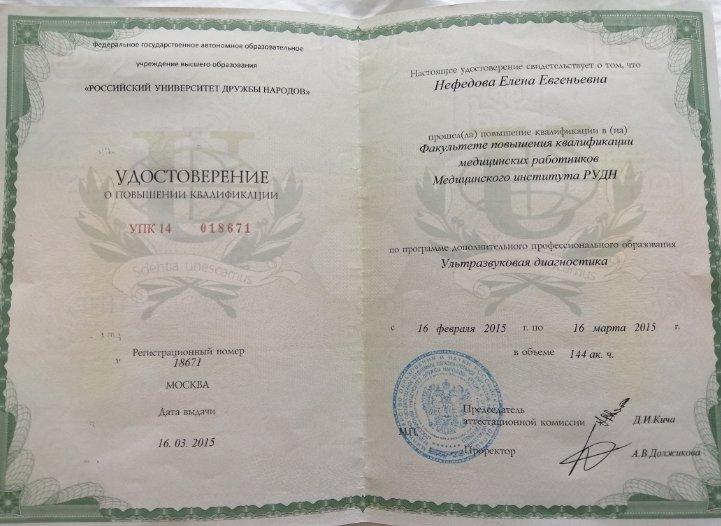 Федеральное государственное автономное образовательное
учреждение высшего образования
«РОССИЙСКИЙ УНИВЕРСИТЕТ ДРУЖБЫ НАРОДОВ»
УДОСТОВЕРЕНИЕ
О ПОВЫШЕНИИ КВАЛИФИКАЦИИ
УПК 14 018671
Scientia unescamus
Регистрационный номер
18671
МОСКВА
Дата выдачи
16.03. 2015
Настоящее удостоверение свидетельствует о том, что
Нефедова Елена Евгеньевна
прошел(ла) повышение квалификации в (на)
Факультете повышения квалификации
медицинских работников
Медицинского института РУДН
по программе дополнительного профессионального образования
Ультразвуковая диагностика
с 16 февраля 2015 г. по 16 марта 2015 г.
в объеме 144 ак. ч.
Председатель
аттестационной комиссии Д.И.Кича
М.П.
Проректор А.В.Должикова